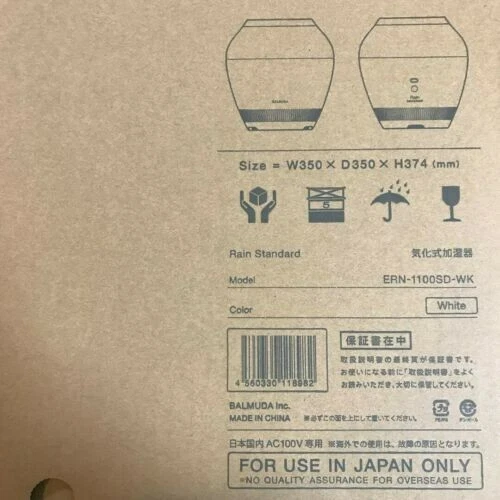 BALMUDA
Rain
Size = W350 × D350 × H374 (mm)
5
Rain Standard 気化式加湿器
Model ERN-1100SD-WK
Color White
保証書在中
取扱説明書の最終頁が保証書です。
お使いになる前に「取扱説明書」をよく
お読みいただき、大切に保管してください。
4 560330 118982
BALMUDA Inc.
MADE IN CHINA ※必ずこの面を上にして置いてください。
ダンボール
日本国内AC100V専用 ※海外での使用は、故障の原因となります。
FOR USE IN JAPAN ONLY
※NO QUALITY ASSURANCE FOR OVERSEAS USE